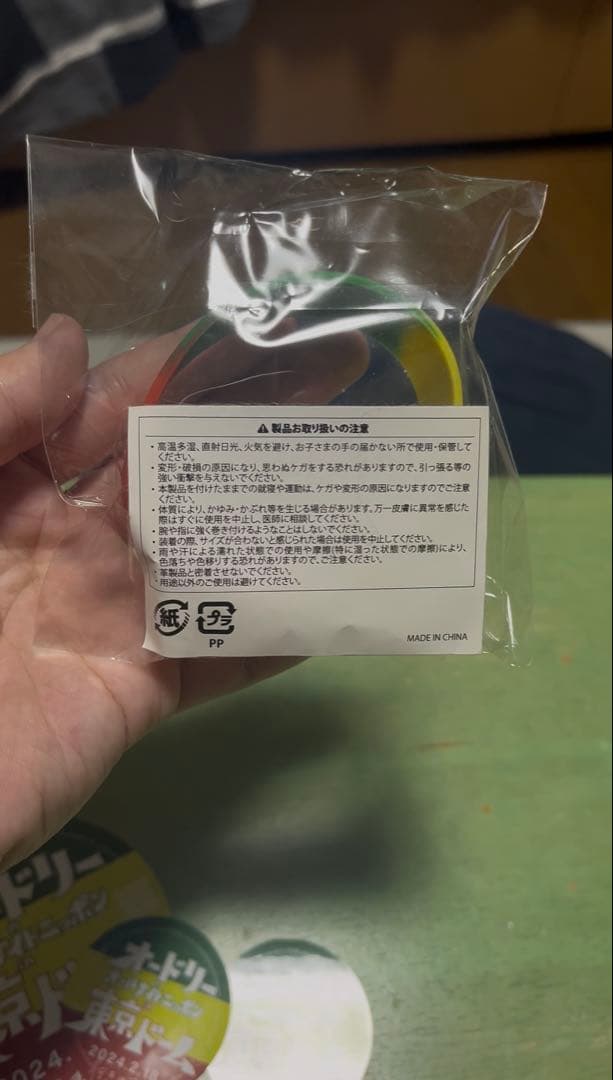 ⚠ 製品お取り扱いの注意
・高温多湿、直射日光、火気を避け、お子さまの手の届かない所で使用・保管して
ください。
・変形・破損の原因になり、思わぬケガをする恐れがありますので、引っ張る等の
強い衝撃を与えないでください。
・本製品を付けたままでの就寝や運動は、ケガや変形の原因になりますのでご注意
ください。
・体質により、かゆみ・かぶれ等を生じる場合があります。万一皮膚に異常を感じた
際はすぐに使用を中止し、医師に相談してください。
・腕や指に強く巻き付けるようなことはしないでください。
・装着の際、サイズが合わないと感じられた場合は使用を中止してください。
・雨や汗による濡れた状態での使用や摩擦(特に湿った状態での摩擦)により、
色落ちや色移りする恐れがありますので、ご注意ください。
・革製品と密着させないでください。
・用途以外のご使用は避けてください。
紙 プラ
PP
MADE IN CHINA
ドリー
ニッポン
京ド
024.
オードリー
ニッポン
東京ドーム
2024.2.18